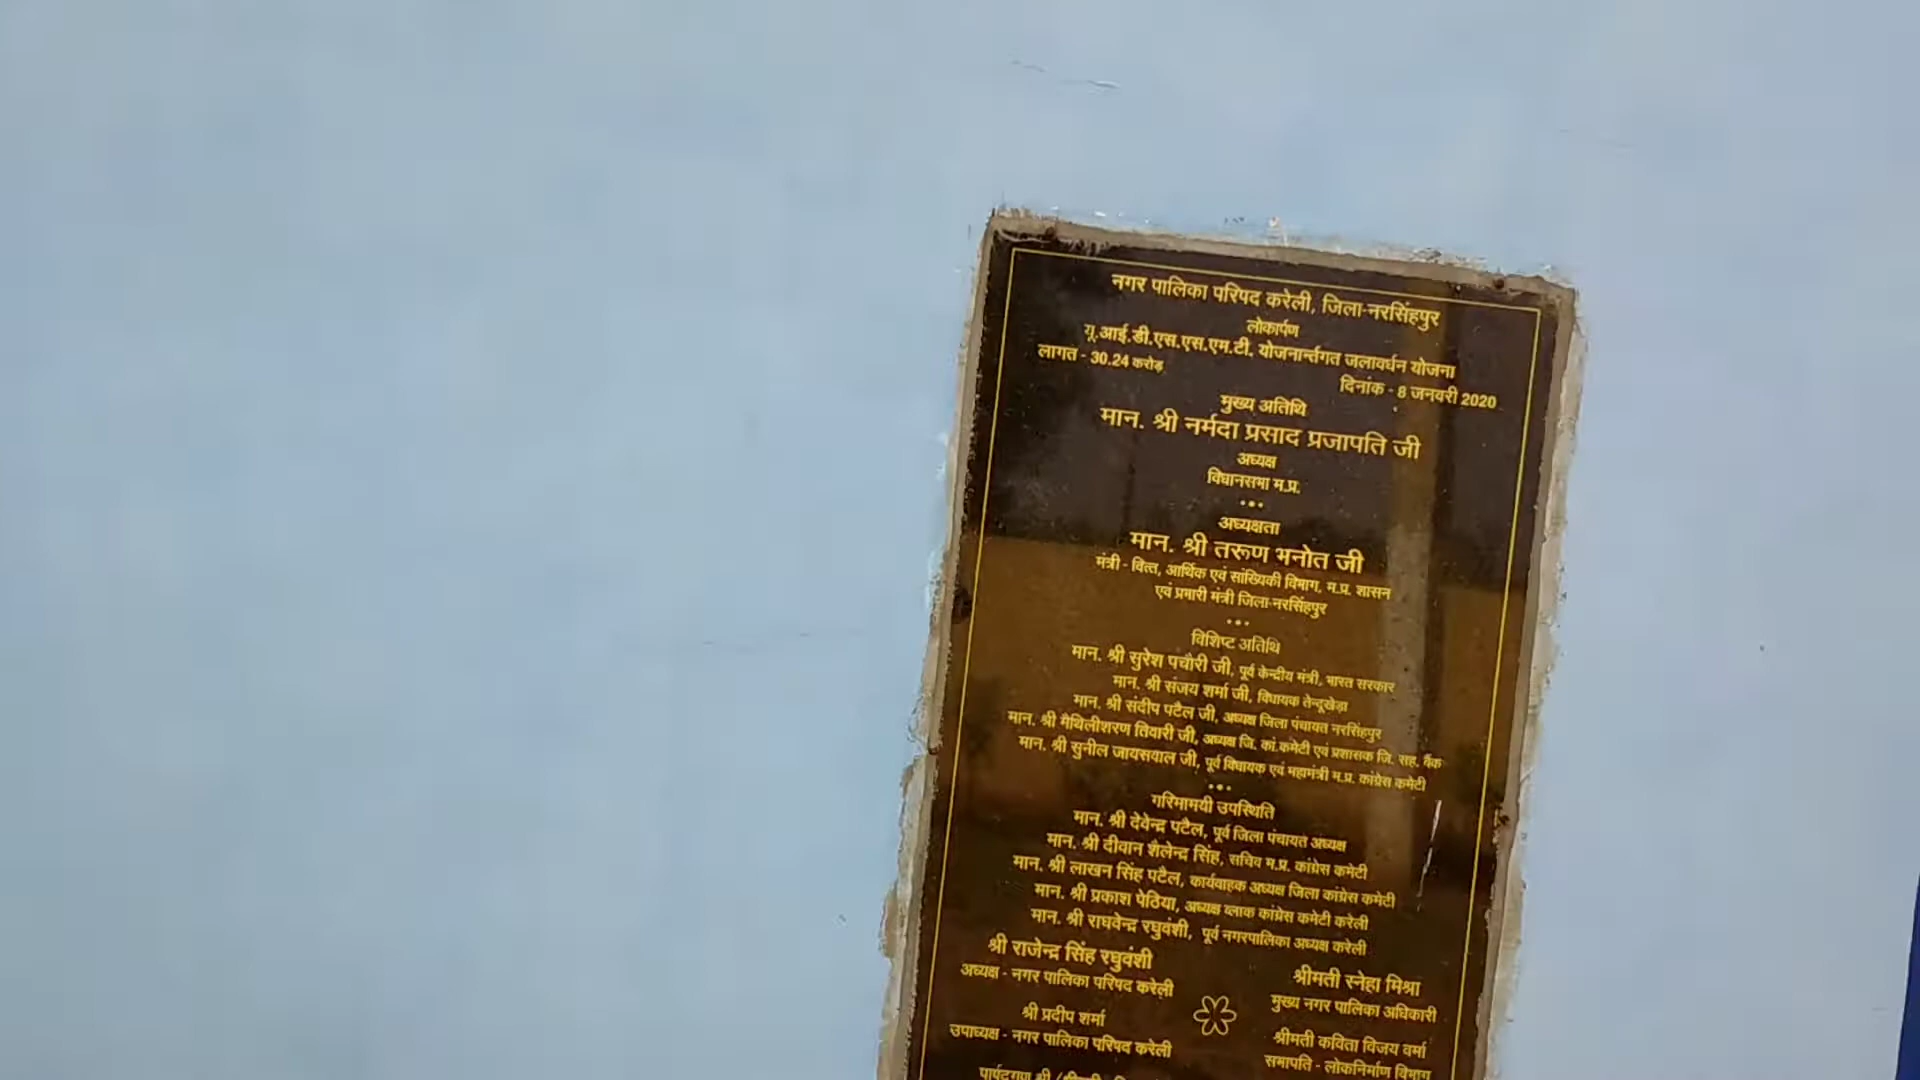 नगर पालिका परिषद करेली, जिला-नरसिंहपुर
लोकार्पण
यू.आई.डी.एस.एस.एम.टी. योजनार्न्तगत जलावर्धन योजना
लागत - 30.24 करोड़
दिनांक - 8 जनवरी 2020
मुख्य अतिथि
मान. श्री नर्मदा प्रसाद प्रजापति जी
अध्यक्ष
विधानसभा म.प्र.
अध्यक्षता
मान. श्री तरूण भनोत जी
मंत्री - वित्त, आर्थिक एवं सांख्यिकी विभाग, म.प्र. शासन
एवं प्रभारी मंत्री जिला-नरसिंहपुर
विशिष्ट अतिथि
मान. श्री सुरेश पचौरी जी, पूर्व केन्द्रीय मंत्री, भारत सरकार
मान. श्री संजय शर्मा जी, विधायक तेन्दूखेड़ा
मान. श्री संदीप पटैल जी, अध्यक्ष जिला पंचायत नरसिंहपुर
मान. श्री मैथिलीशरण तिवारी जी, अध्यक्ष जि. कां.कमेटी एवं प्रशासक जि. सह. बैंक
मान. श्री सुनील जायसवाल जी, पूर्व विधायक एवं महामंत्री म.प्र. कांग्रेस कमेटी
गरिमामयी उपस्थिति
मान. श्री देवेन्द्र पटैल, पूर्व जिला पंचायत अध्यक्ष
मान. श्री दीवान शैलेन्द्र सिंह, सचिव म.प्र. कांग्रेस कमेटी
मान. श्री लाखन सिंह पटैल, कार्यवाहक अध्यक्ष जिला कांग्रेस कमेटी
मान. श्री प्रकाश पेठिया, अध्यक्ष ब्लाक कांग्रेस कमेटी करेली
मान. श्री राघवेन्द्र रघुवंशी, पूर्व नगरपालिका अध्यक्ष करेली
श्री राजेन्द्र सिंह रघुवंशी
अध्यक्ष - नगर पालिका परिषद करेली
श्रीमती स्नेहा मिश्रा
मुख्य नगर पालिका अधिकारी
श्री प्रदीप शर्मा
उपाध्यक्ष - नगर पालिका परिषद करेली
श्रीमती कविता विजय वर्मा
सभापति - लोकनिर्माण विभाग